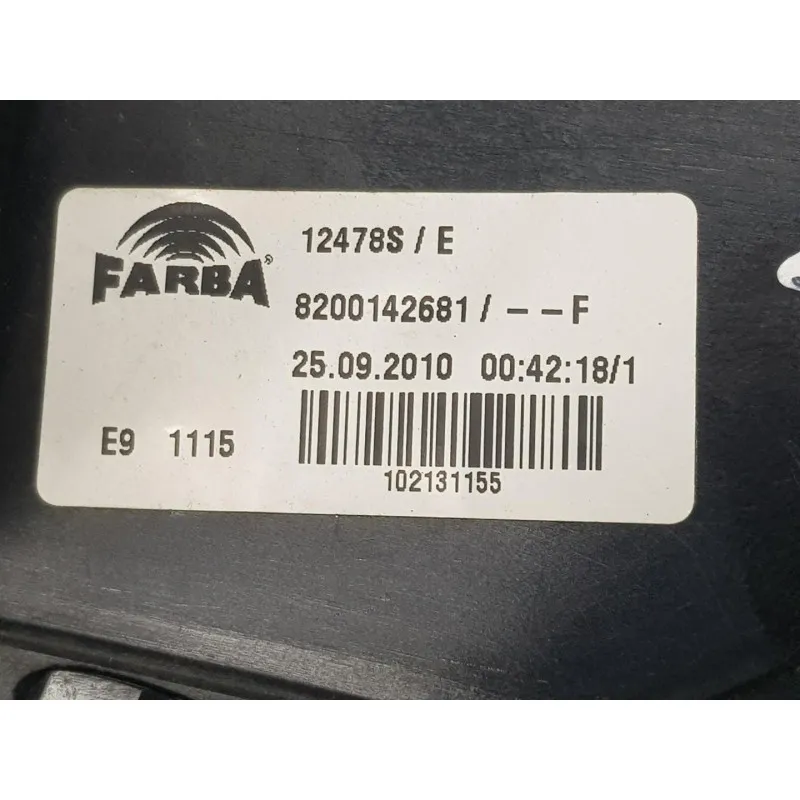 FARBA®
12478S / E
8200142681 / - - F
25.09.2010 00:42:18/1
E9 1115
102131155